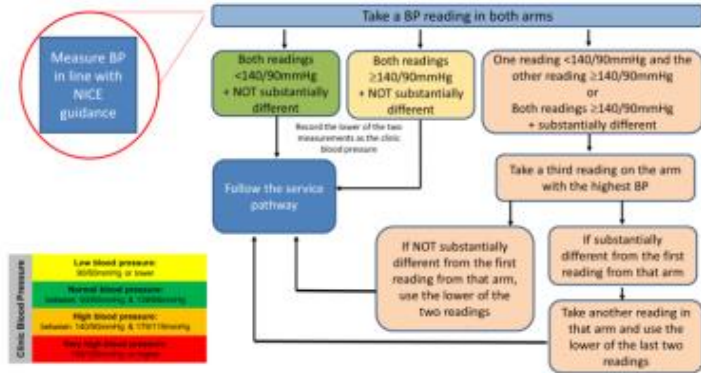 Take a BP reading in both arms
Measure BP
in line with
NICE
guidance
Both readings
<140/90mmHg
+ NOT substantially
different
Both readings
≥140/90mmHg
+ NOT substantially
different
One reading <140/90mmHg and the
other reading ≥140/90mmHg
or
Both readings ≥140/90mmHg
+ substantially different
Record the lower of the two
measurements as the clinic
blood pressure
Follow the service
pathway
Take a third reading on the arm
with the highest BP
If NOT substantially
different from the first
reading from that arm,
use the lower of the
two readings
If substantially
different from the first
reading from that arm
Take another reading in
that arm and use the
lower of the last two
readings
Clinic Blood Pressure
Low blood pressure:
90/60mmHg or lower
Normal blood pressure:
between
High blood pressure:
between 140/90mmHg & 179/119mmHg
Very high blood pressure:
or higher